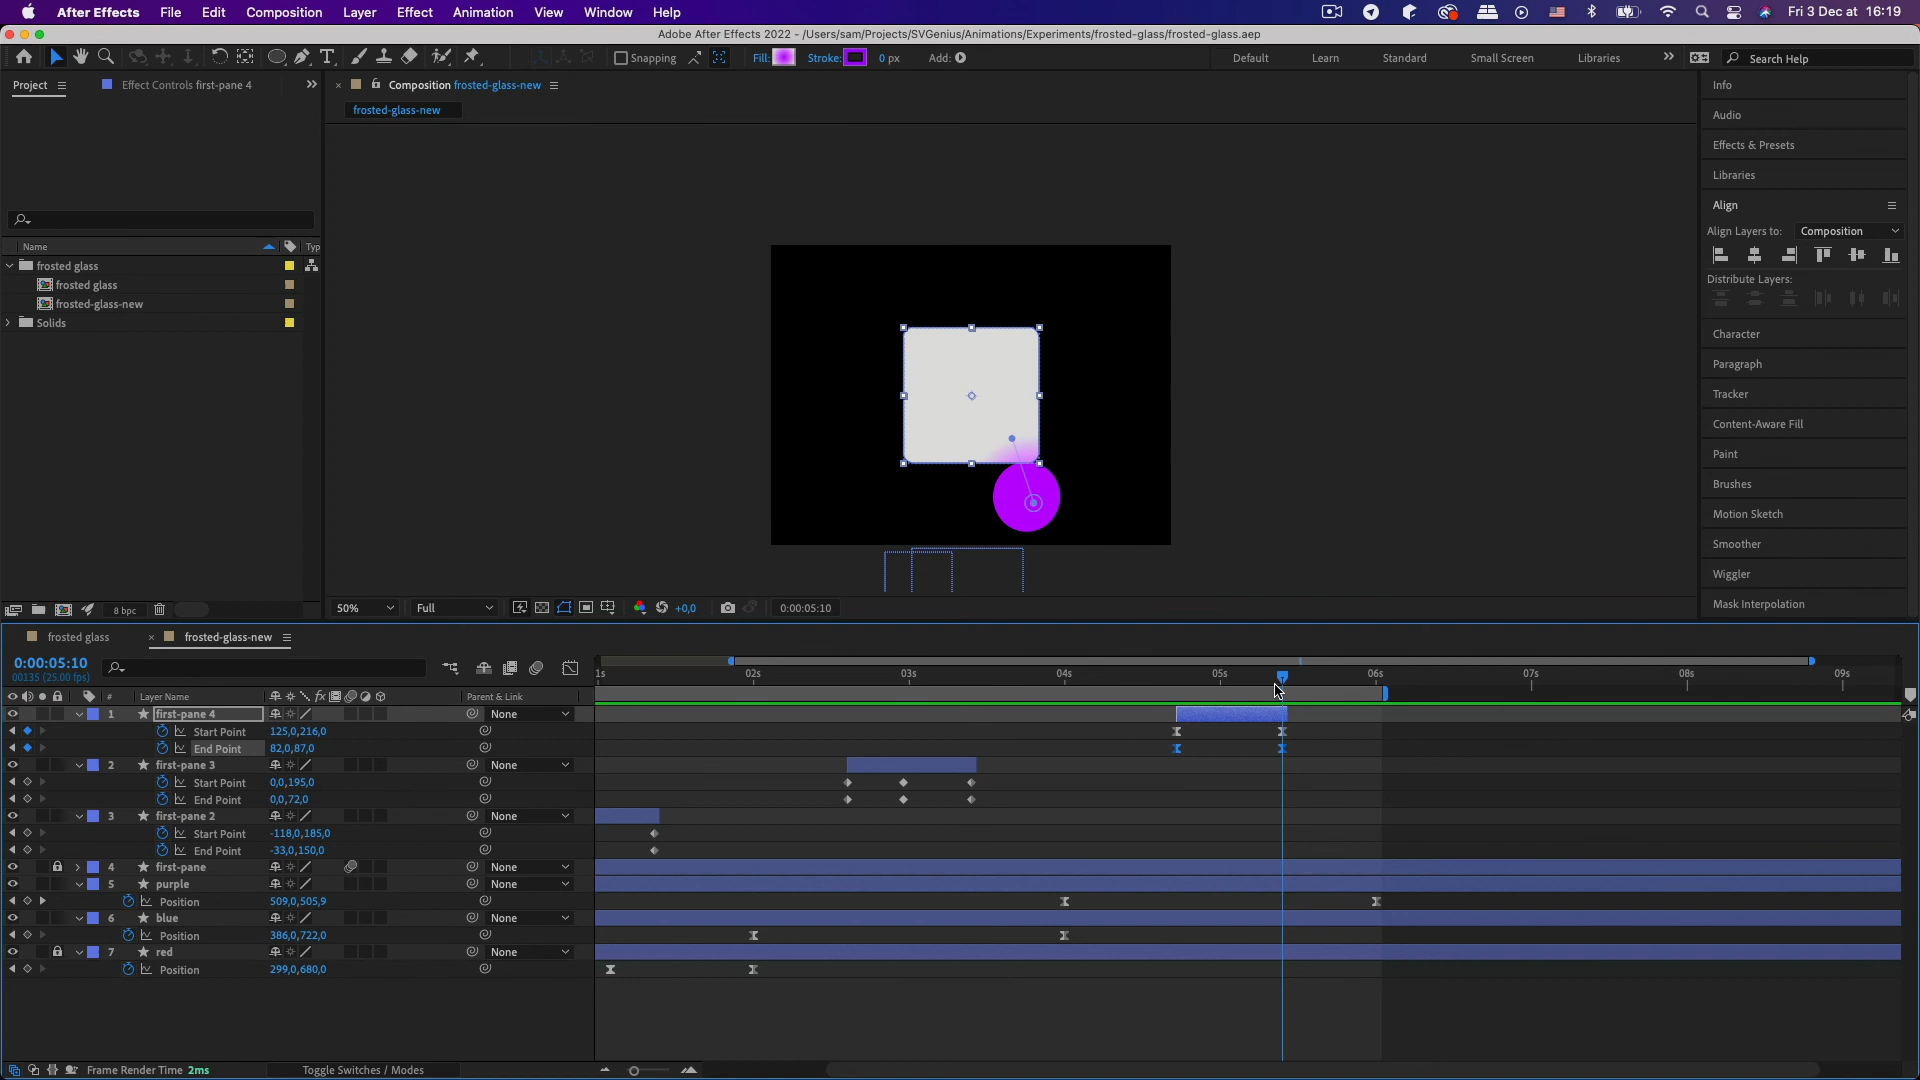 After Effects File Edit Composition Layer Effect Animation View Window Help Fri 3 Dec at 16:19
Adobe After Effects 2022 - /Users/sam/Projects/SVGenius/Animations/Experiments/frosted-glass/frosted-glass.aep
Snapping Fill: Stroke: 0 px Add: Default Learn Standard Small Screen Libraries Search Help
Project Effect Controls first-pane 4
Composition frosted-glass-new
frosted-glass-new
Name Typ
frosted glass
frosted glass
frosted-glass-new
Solids
8 bpc
50% Full +0,0 0:00:05:10
Info
Audio
Effects & Presets
Libraries
Align
Align Layers to: Composition
Distribute Layers:
Character
Paragraph
Tracker
Content-Aware Fill
Paint
Brushes
Motion Sketch
Smoother
Wiggler
Mask Interpolation
frosted glass frosted-glass-new
0:00:05:10
00135 (25.00 fps)
1s 02s 03s 04s 05s 06s 07s 08s 09s
# Layer Name fx Parent & Link
1 first-pane 4 None
Start Point 125,0,216,0
End Point 82,0,87,0
2 first-pane 3 None
Start Point 0,0,195,0
End Point 0,0,72,0
3 first-pane 2 None
Start Point -118,0,185,0
End Point -33,0,150,0
4 first-pane None
5 purple None
Position 509,0,505,9
6 blue None
Position 386,0,722,0
7 red None
Position 299,0,680,0
Frame Render Time 2ms Toggle Switches / Modes